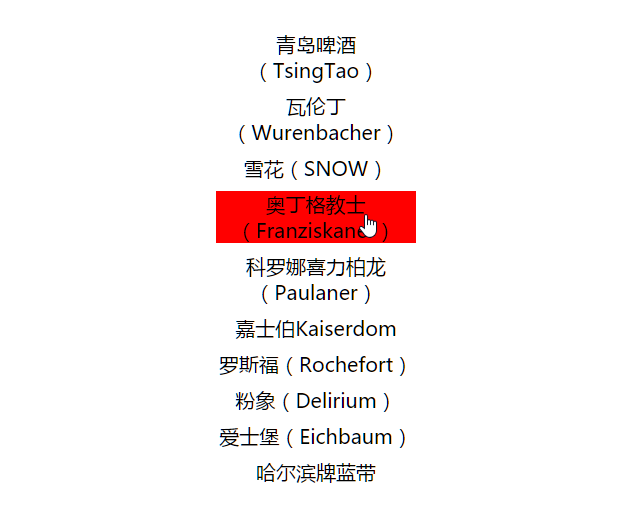 青岛啤酒
（TsingTao）
瓦伦丁
（Wurenbacher）
雪花（SNOW）
奥丁格教士
（Franziskane）
科罗娜喜力柏龙
（Paulaner）
嘉士伯Kaiserdom
罗斯福（Rochefort）
粉象（Delirium）
爱士堡（Eichbaum）
哈尔滨牌蓝带